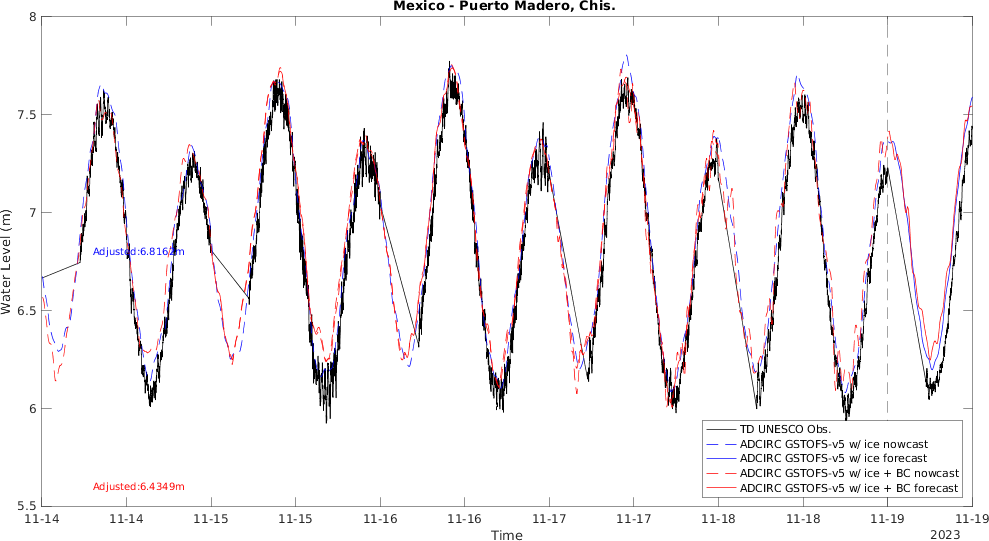 Mexico - Puerto Madero, Chis.
8
7.5
7
6.5
6
5.5
Water Level (m)
Adjusted:6.8162m
Adjusted:6.4349m
TD UNESCO Obs.
ADCIRC GSTOFS-v5 w/ ice nowcast
ADCIRC GSTOFS-v5 w/ ice forecast
ADCIRC GSTOFS-v5 w/ ice + BC nowcast
ADCIRC GSTOFS-v5 w/ ice + BC forecast
11-14 11-14 11-15 11-15 11-16 11-16 11-17 11-17 11-18 11-18 11-19 11-19
Time
2023